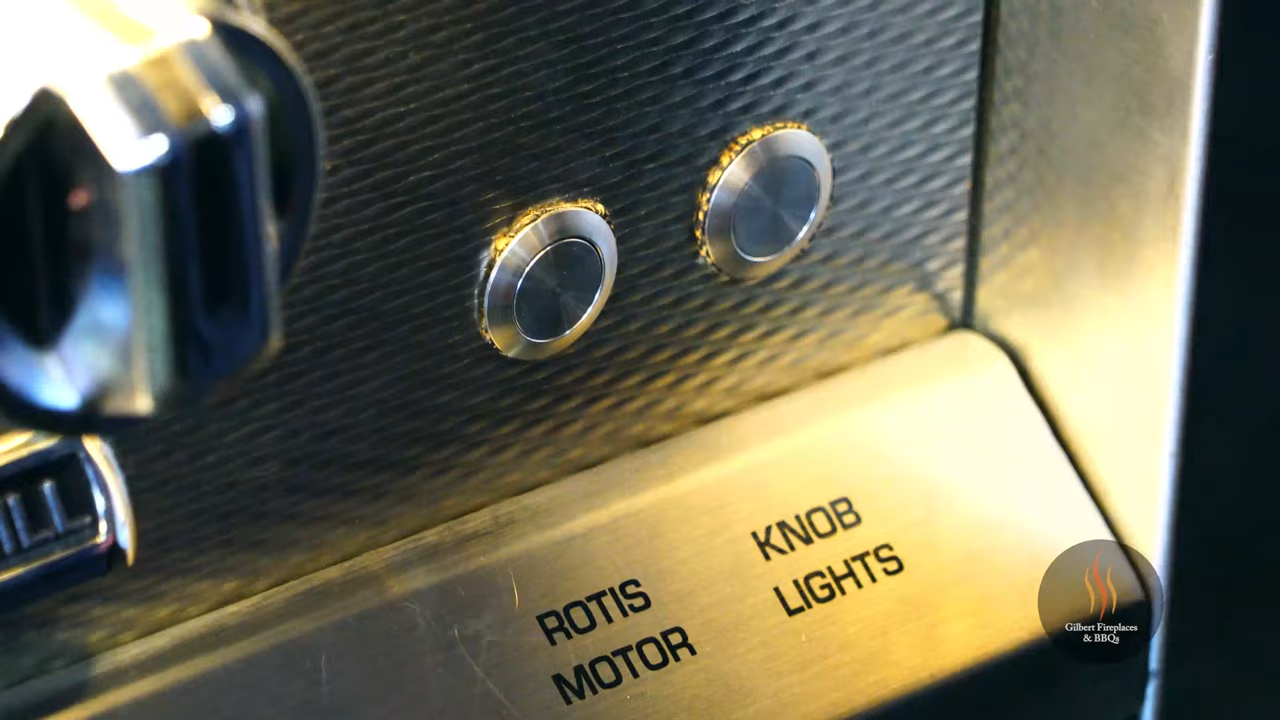 KNOB
LIGHTS
ROTIS
MOTOR
Gilbert Fireplaces
& BBQs